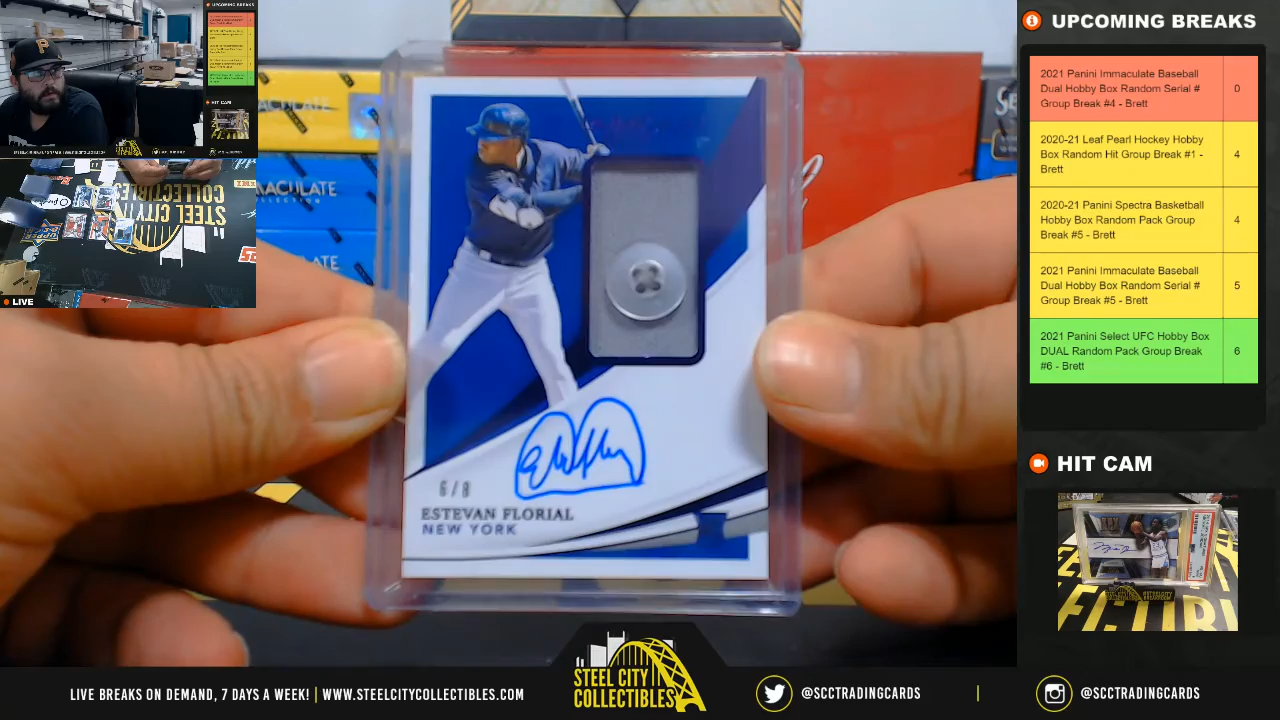 UPCOMING BREAKS
2021 Panini Immaculate Baseball
Dual Hobby Box Random Serial #
Group Break #4 - Brett
0
2020-21 Leaf Pearl Hockey Hobby
Box Random Hit Group Break #1 -
Brett
4
2020-21 Panini Spectra Basketball
Hobby Box Random Pack Group
Break #5 - Brett
4
2021 Panini Immaculate Baseball
Dual Hobby Box Random Serial #
Group Break #5 - Brett
5
2021 Panini Select UFC Hobby Box
DUAL Random Pack Group Break
#6 - Brett
6
HIT CAM
LIVE
STEEL CITY
COLLECTIBLES
IMMACULATE
COLLECTION
6/8
ESTEVAN FLORIAL
NEW YORK
LIVE BREAKS ON DEMAND, 7 DAYS A WEEK! | WWW.STEELCITYCOLLECTIBLES.COM
STEEL CITY
COLLECTIBLES
@SCCTRADINGCARDS | @SCCTRADINGCARDS